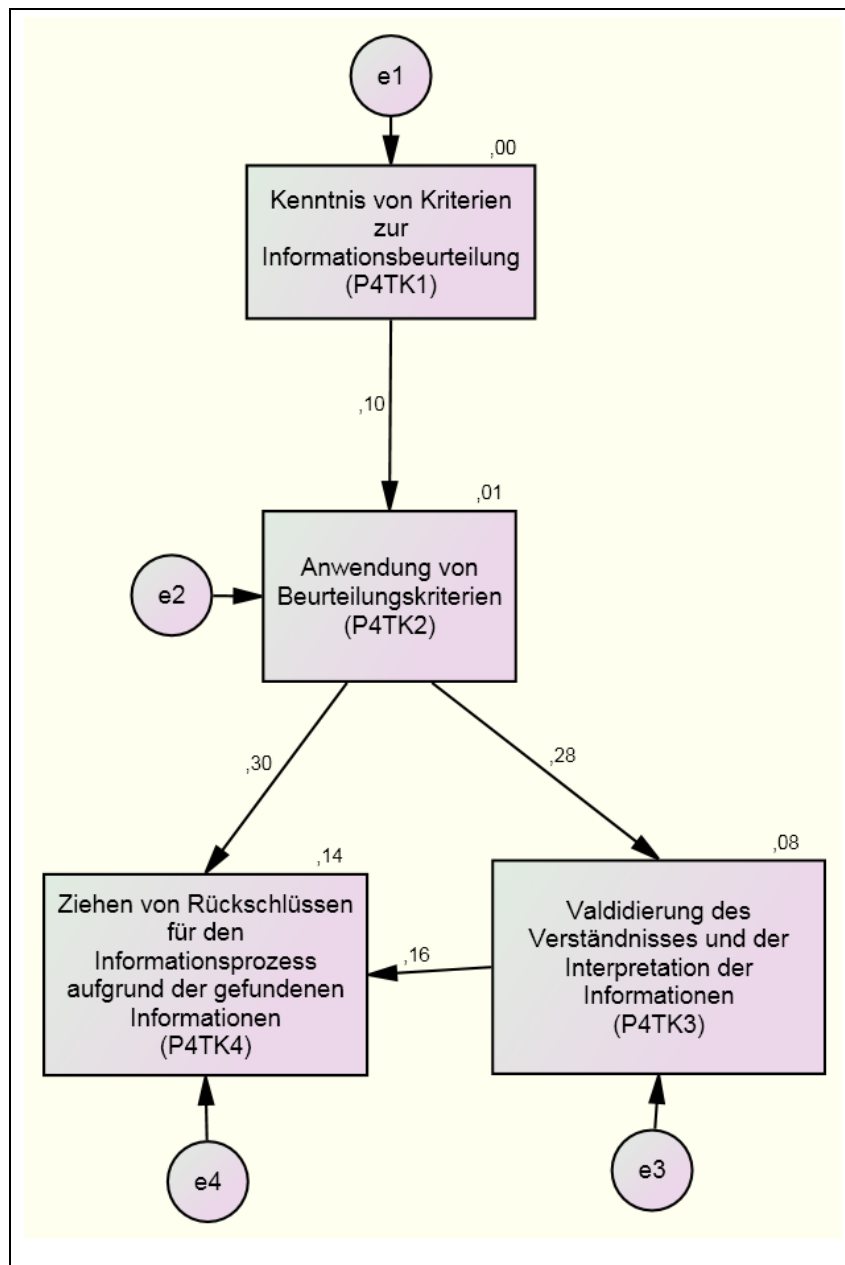 e1
,00
Kenntnis von Kriterien
zur
Informationsbeurteilung
(P4TK1)
,10
,01
Anwendung von
Beurteilungskriterien
(P4TK2)
e2
,30
,28
,14
Ziehen von Rückschlüssen
für den
Informationsprozess
aufgrund der gefundenen
Informationen
(P4TK4)
,16
,08
Valdidierung des
Verständnisses und der
Interpretation der
Informationen
(P4TK3)
e4
e3